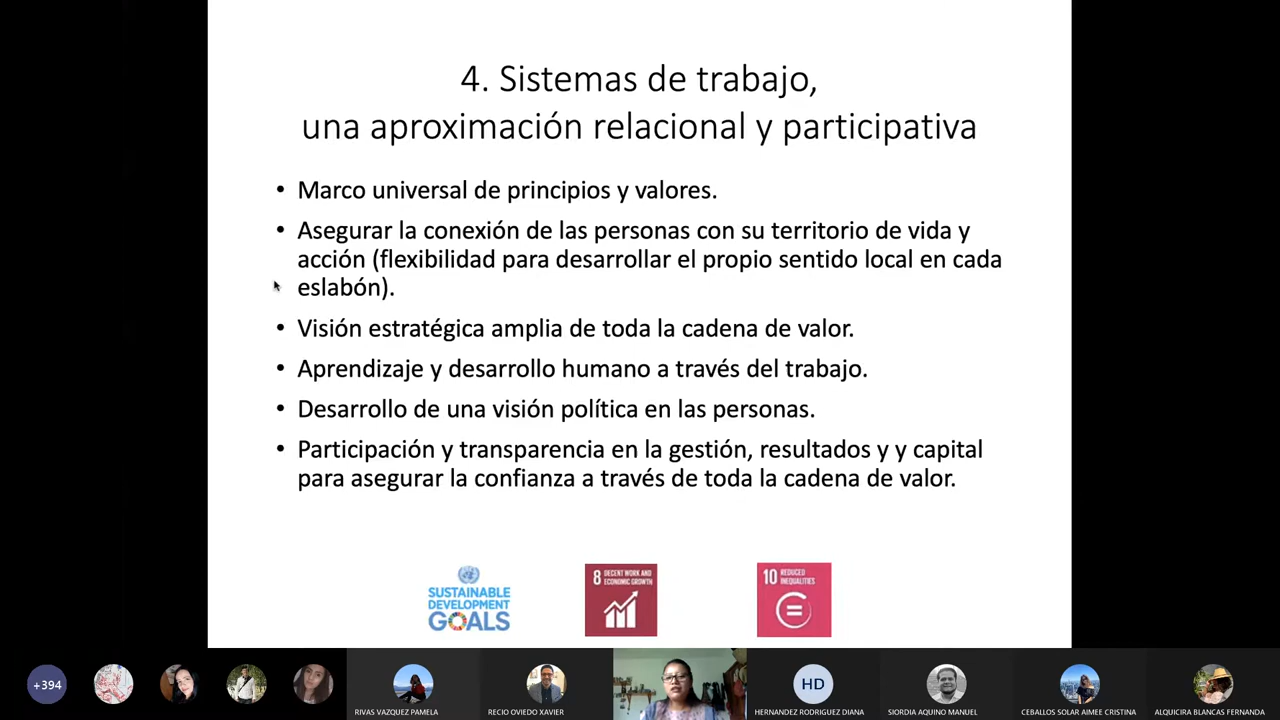 4. Sistemas de trabajo,
una aproximación relacional y participativa
• Marco universal de principios y valores.
• Asegurar la conexión de las personas con su territorio de vida y
acción (flexibilidad para desarrollar el propio sentido local en cada
eslabón).
• Visión estratégica amplia de toda la cadena de valor.
• Aprendizaje y desarrollo humano a través del trabajo.
• Desarrollo de una visión política en las personas.
• Participación y transparencia en la gestión, resultados y y capital
para asegurar la confianza a través de toda la cadena de valor.
SUSTAINABLE
DEVELOPMENT
GOALS
8 DECENT WORK AND
ECONOMIC GROWTH
10 REDUCED
INEQUALITIES
+394
HD
RIVAS VAZQUEZ PAMELA
RECIO OVIEDO XAVIER
HERNANDEZ RODRIGUEZ DIANA
SIORDIA AQUINO MANUEL
CEBALLOS SOLAR AIMEE CRISTINA
ALQUICIRA BLANCAS FERNANDA